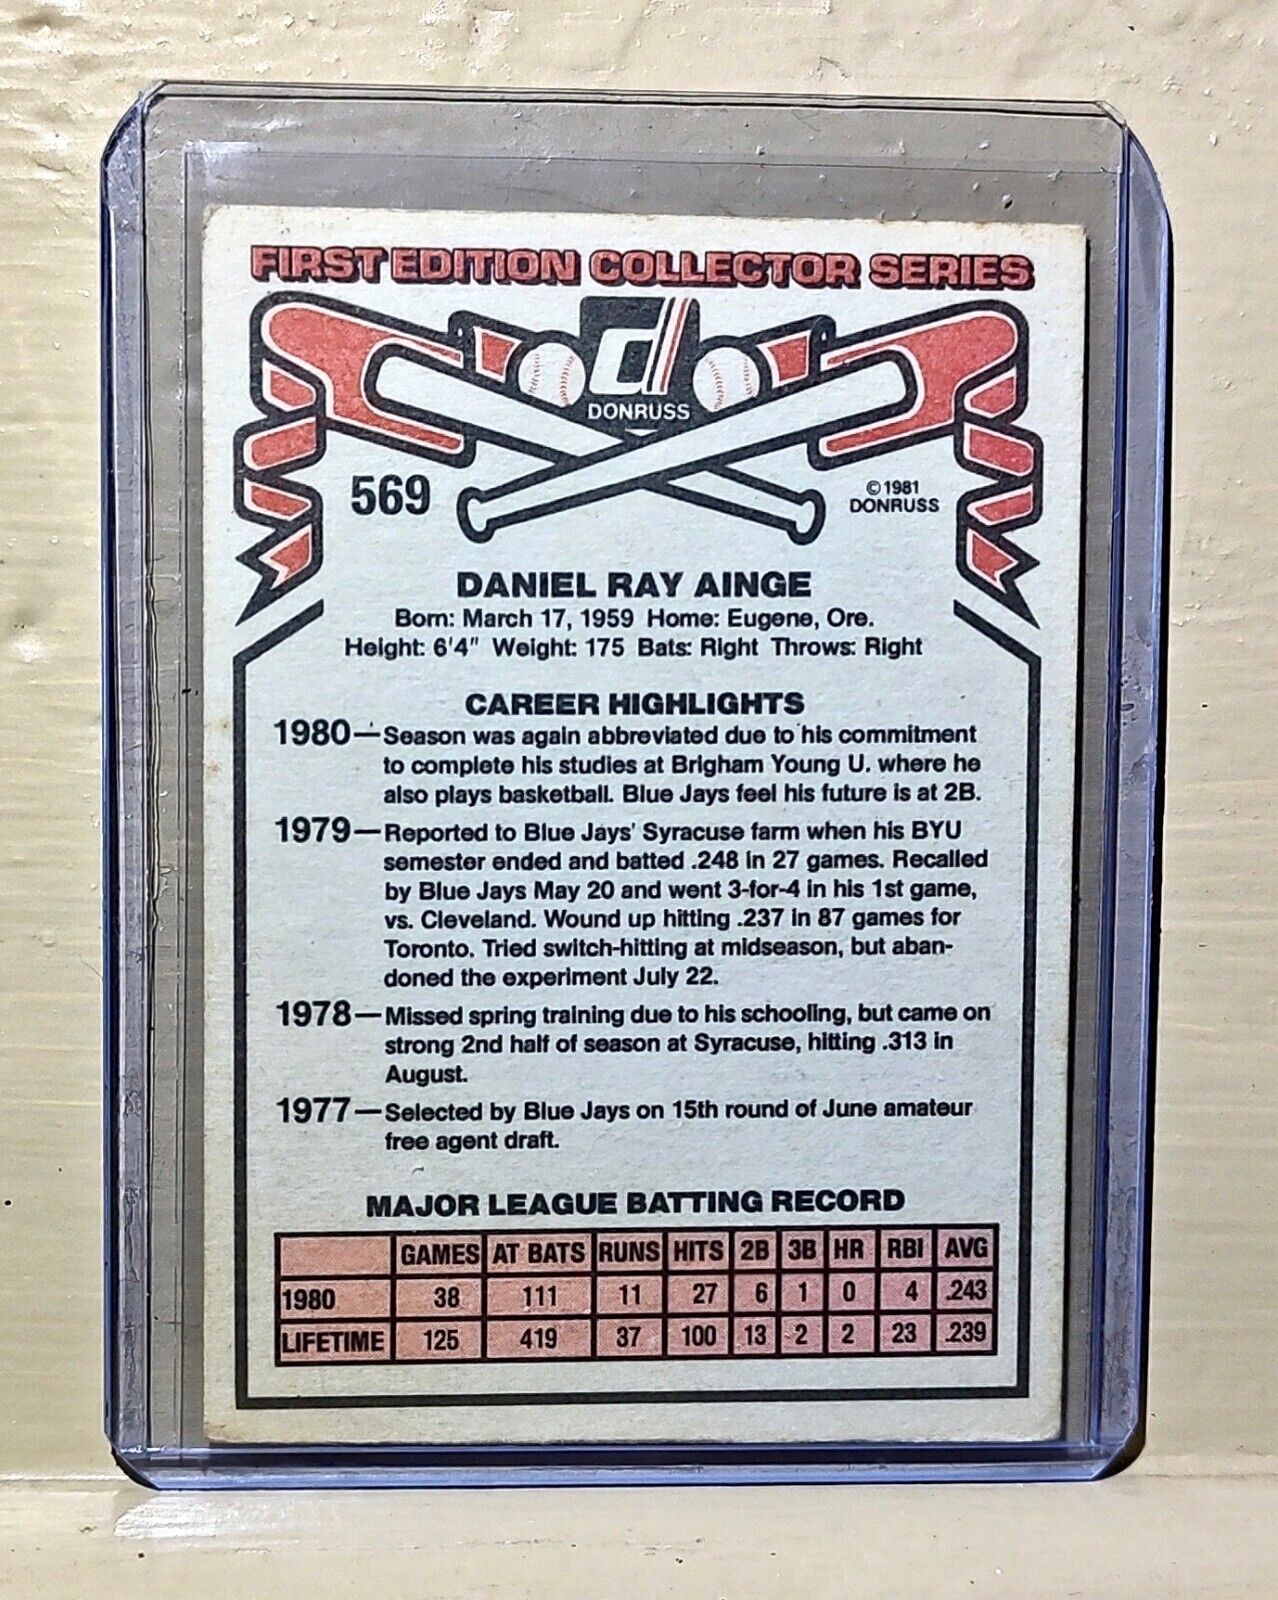 FIRST EDITION COLLECTOR SERIES
d
DONRUSS
569
©1981
DONRUSS
DANIEL RAY AINGE
Born: March 17, 1959 Home: Eugene, Ore.
Height: 6'4" Weight: 175 Bats: Right Throws: Right
CAREER HIGHLIGHTS
1980—Season was again abbreviated due to his commitment
to complete his studies at Brigham Young U. where he
also plays basketball. Blue Jays feel his future is at 2B.
1979—Reported to Blue Jays' Syracuse farm when his BYU
semester ended and batted .248 in 27 games. Recalled
by Blue Jays May 20 and went 3-for-4 in his 1st game,
vs. Cleveland. Wound up hitting .237 in 87 games for
Toronto. Tried switch-hitting at midseason, but aban-
doned the experiment July 22.
1978—Missed spring training due to his schooling, but came on
strong 2nd half of season at Syracuse, hitting .313 in
August.
1977—Selected by Blue Jays on 15th round of June amateur
free agent draft.
MAJOR LEAGUE BATTING RECORD
GAMES AT BATS RUNS HITS 2B 3B HR RBI AVG
1980 38 111 11 27 6 1 0 4 .243
LIFETIME 125 419 37 100 13 2 2 23 .239